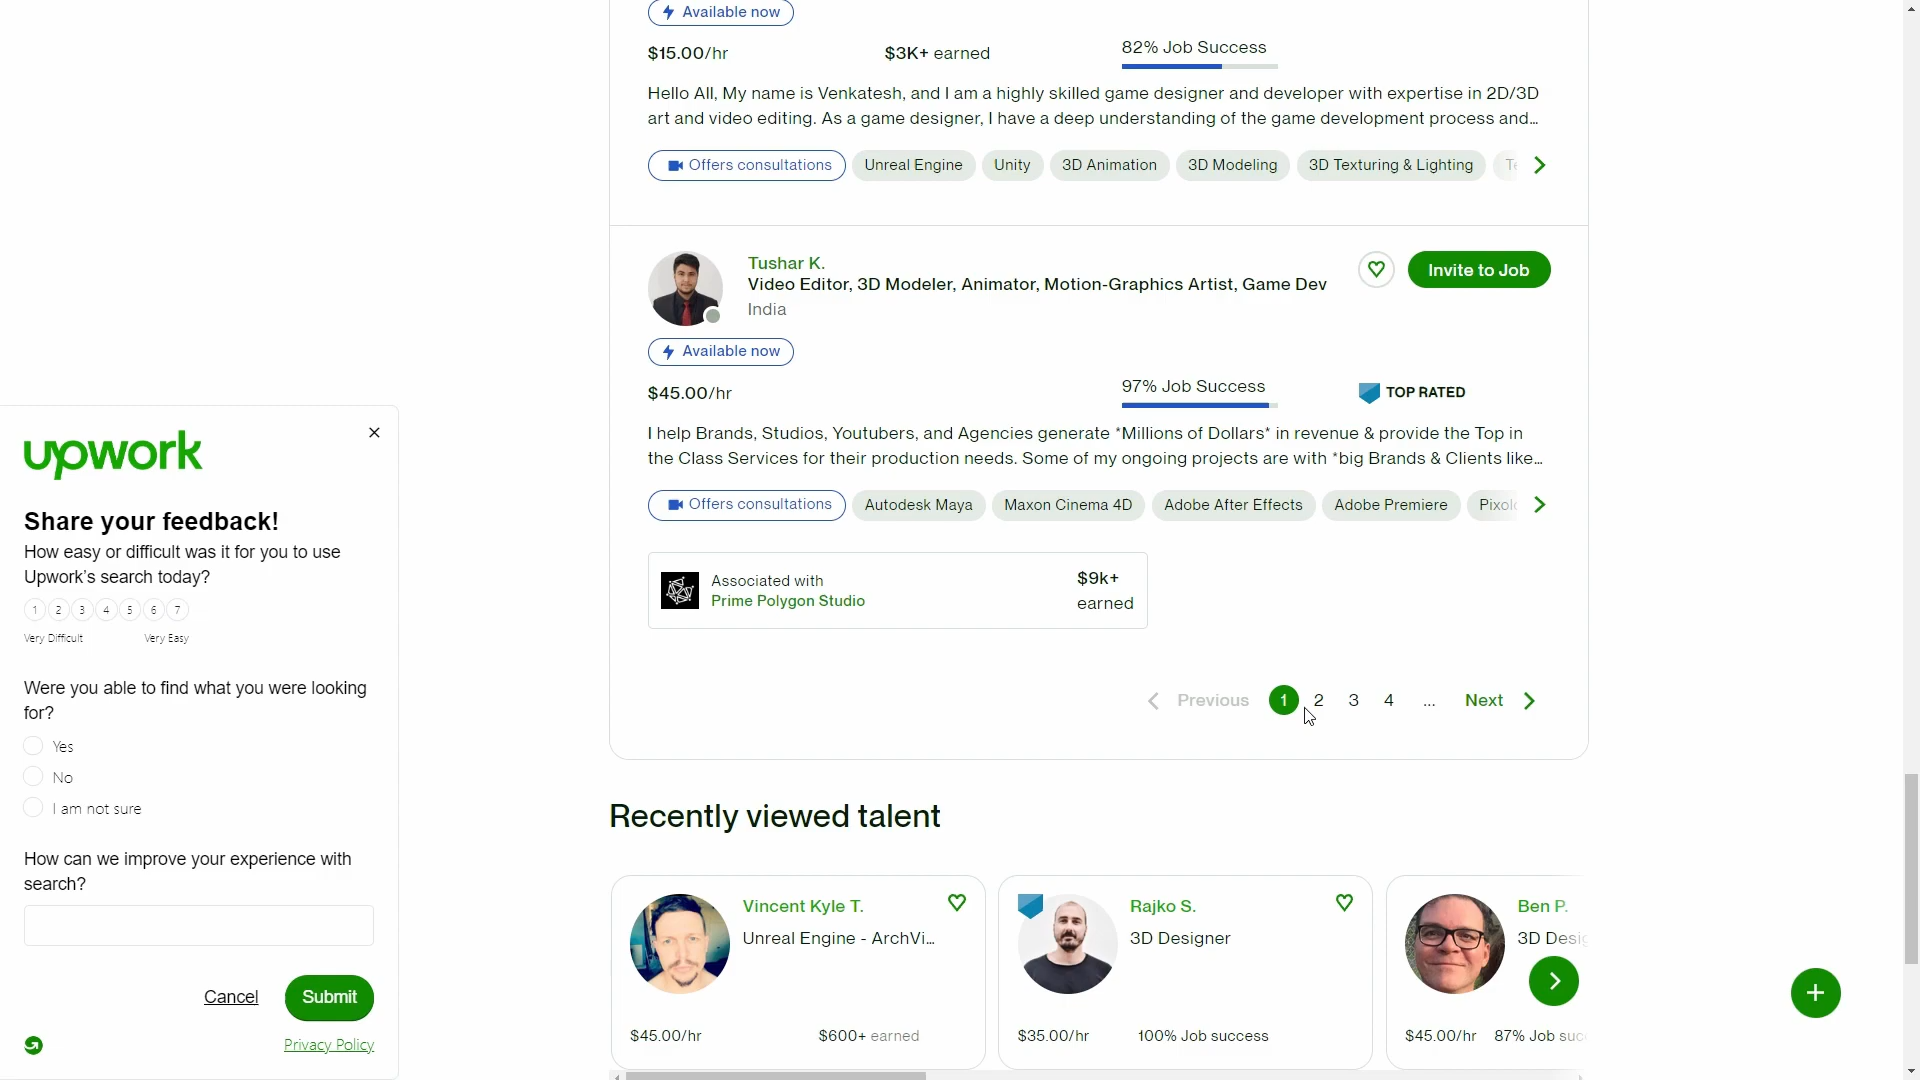 Available now
$15.00/hr
$3K+ earned
82% Job Success
Hello All, My name is Venkatesh, and I am a highly skilled game designer and developer with expertise in 2D/3D
art and video editing. As a game designer, I have a deep understanding of the game development process and...
Offers consultations
Unreal Engine
Unity
3D Animation
3D Modeling
3D Texturing & Lighting
Tushar K.
Video Editor, 3D Modeler, Animator, Motion-Graphics Artist, Game Dev
India
Invite to Job
Available now
$45.00/hr
97% Job Success
TOP RATED
I help Brands, Studios, Youtubers, and Agencies generate *Millions of Dollars* in revenue & provide the Top in
the Class Services for their production needs. Some of my ongoing projects are with *big Brands & Clients like...
Offers consultations
Autodesk Maya
Maxon Cinema 4D
Adobe After Effects
Adobe Premiere
Associated with
Prime Polygon Studio
$9k+
earned
Previous
1
2
3
4
...
Next
Recently viewed talent
Vincent Kyle T.
Unreal Engine - ArchVi...
$45.00/hr
$600+ earned
Rajko S.
3D Designer
$35.00/hr
100% Job success
Ben P.
3D
$45.00/hr
87% Job
upwork
Share your feedback!
How easy or difficult was it for you to use
Upwork's search today?
1 2 3 4 5 6 7
Very Difficult
Very Easy
Were you able to find what you were looking
for?
Yes
No
I am not sure
How can we improve your experience with
search?
Cancel
Submit
Privacy Policy